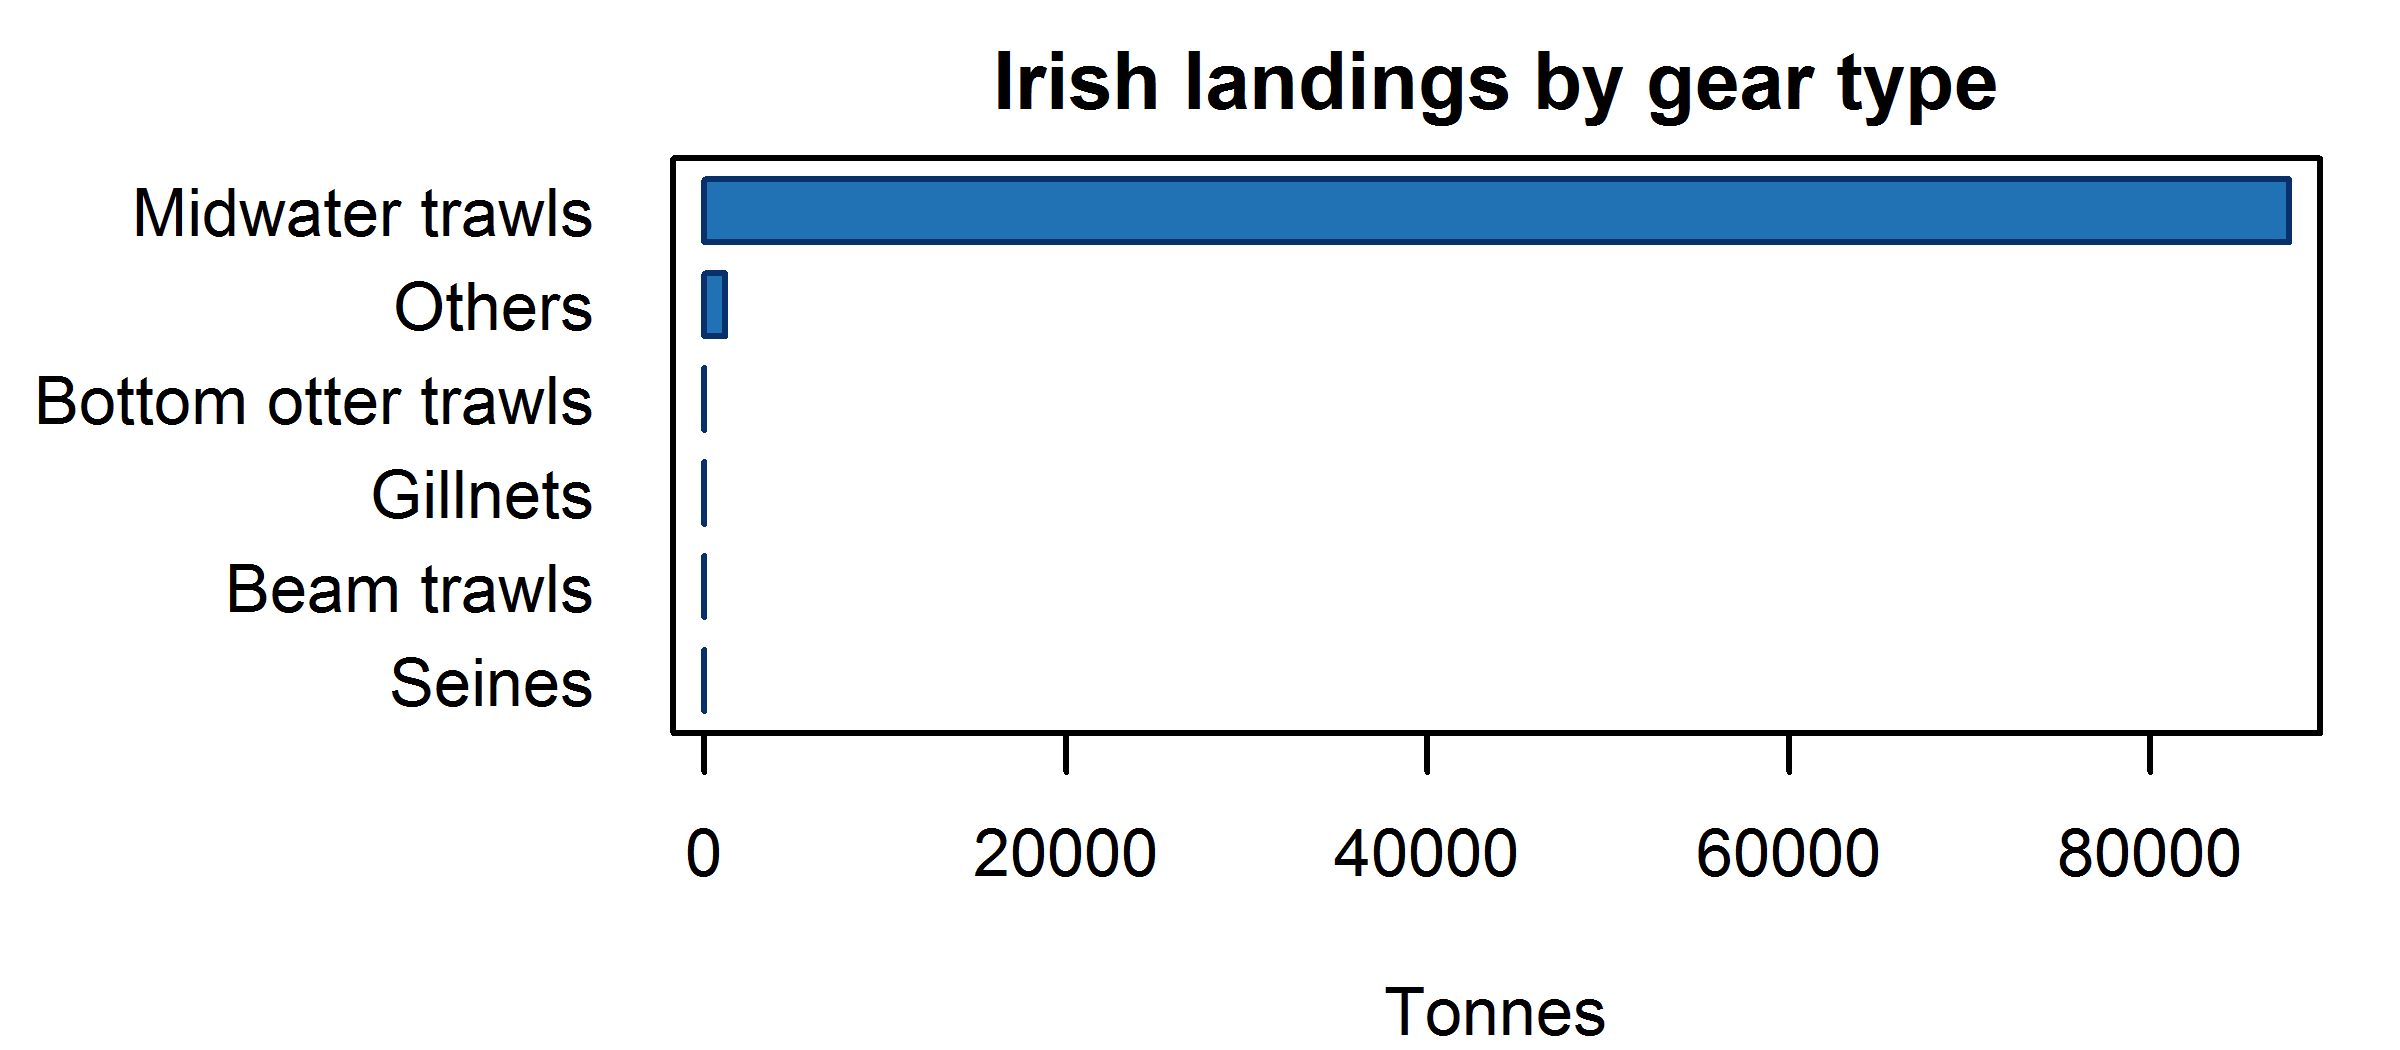 Irish landings by gear type
Midwater trawls
Others
Bottom otter trawls
Gillnets
Beam trawls
Seines
0 20000 40000 60000 80000
Tonnes